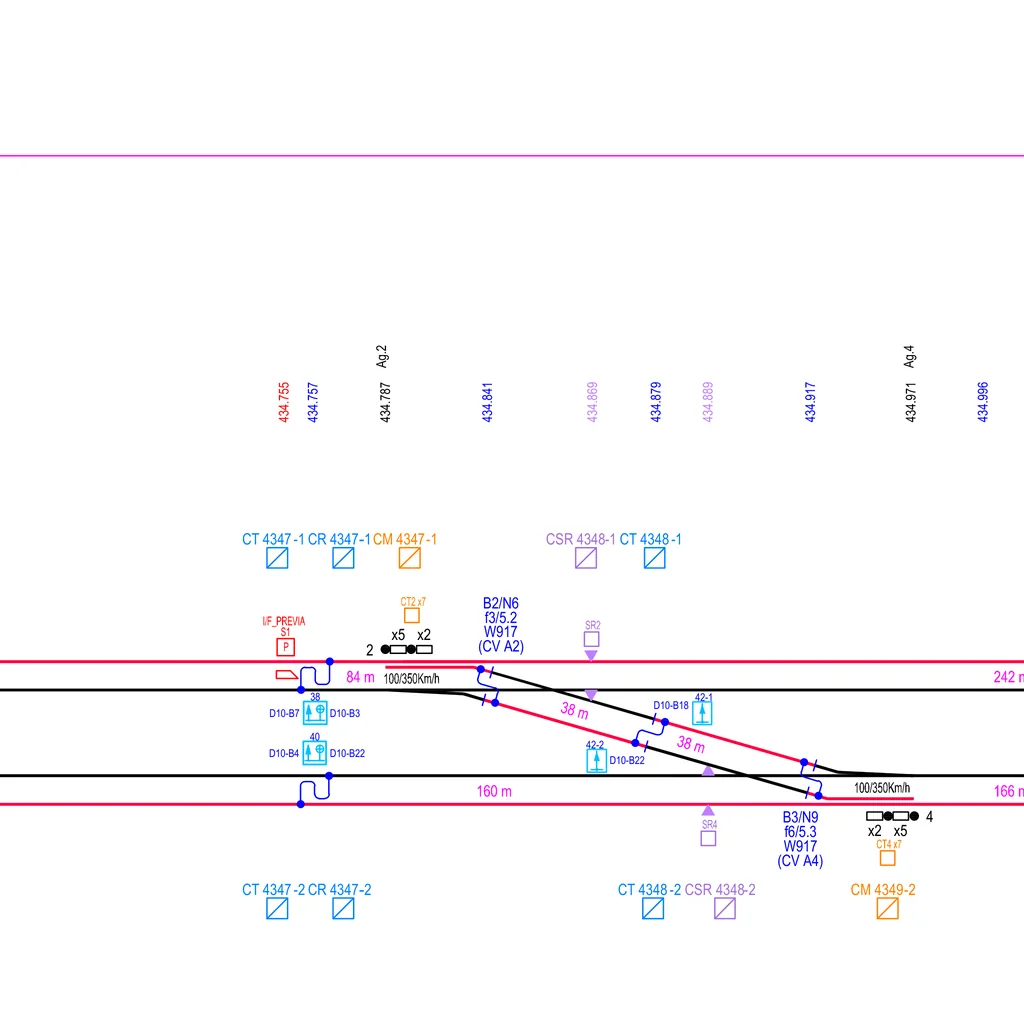 Ag.2
Ag.4
434.755
434.757
434.787
434.841
434.869
434.879
434.889
434.917
434.971
434.996
CT 4347-1
CR 4347-1
CM 4347-1
CSR 4348-1
CT 4348-1
CT2 x7
I/F_PREVIA
S1
P
2
x5
x2
B2/N6
f3/5.2
W917
(CV A2)
SR2
84 m
100/350Km/h
242 m
38
D10-B7
D10-B3
38 m
D10-B18
42-1
40
D10-B4
D10-B22
42-2
D10-B22
38 m
160 m
100/350Km/h
166 m
SR4
B3/N9
f6/5.3
W917
(CV A4)
4
x2
x5
CT4 x7
CT 4347-2
CR 4347-2
CT 4348-2
CSR 4348-2
CM 4349-2